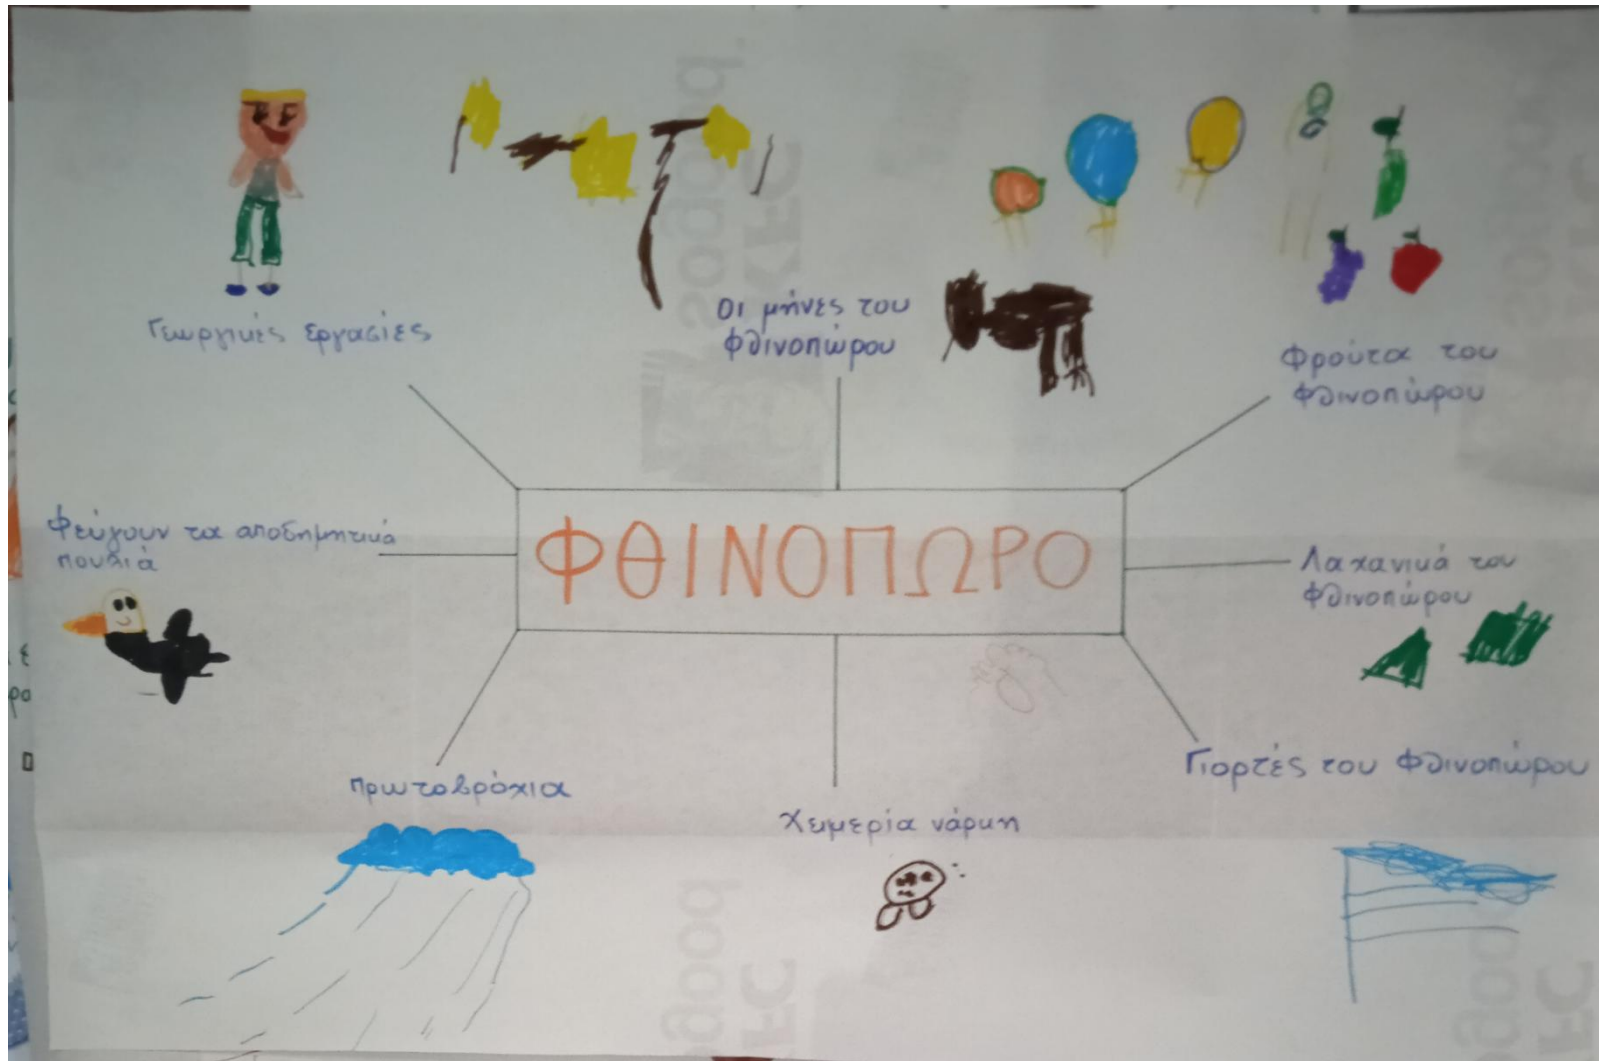 Γεωργικές εργασίες
Οι μήνες του
Φθινοπώρου
Φρούτα του
Φθινοπώρου
Φεύγουν τα αποδημητικά
πουλιά
ΦΘΙΝΟΠΩΡΟ
Λαχανικά του
Φθινοπώρου
Πρωτοβρόχια
Χειμερία νάρκη
Γιορτές του Φθινοπώρου